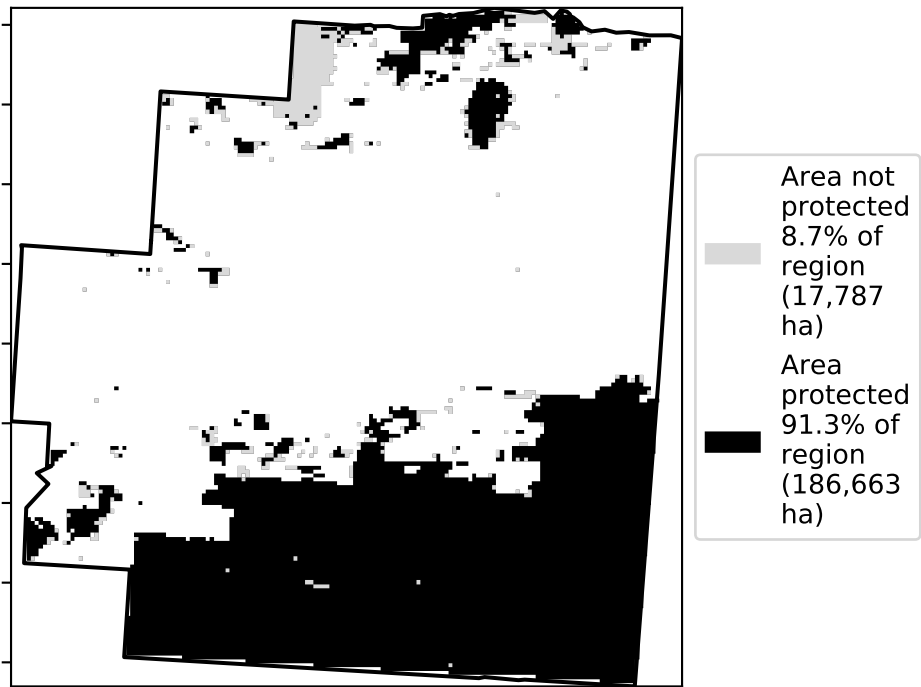 Area not
protected
8.7% of
region
(17,787
ha)
Area
protected
91.3% of
region
(186,663
ha)